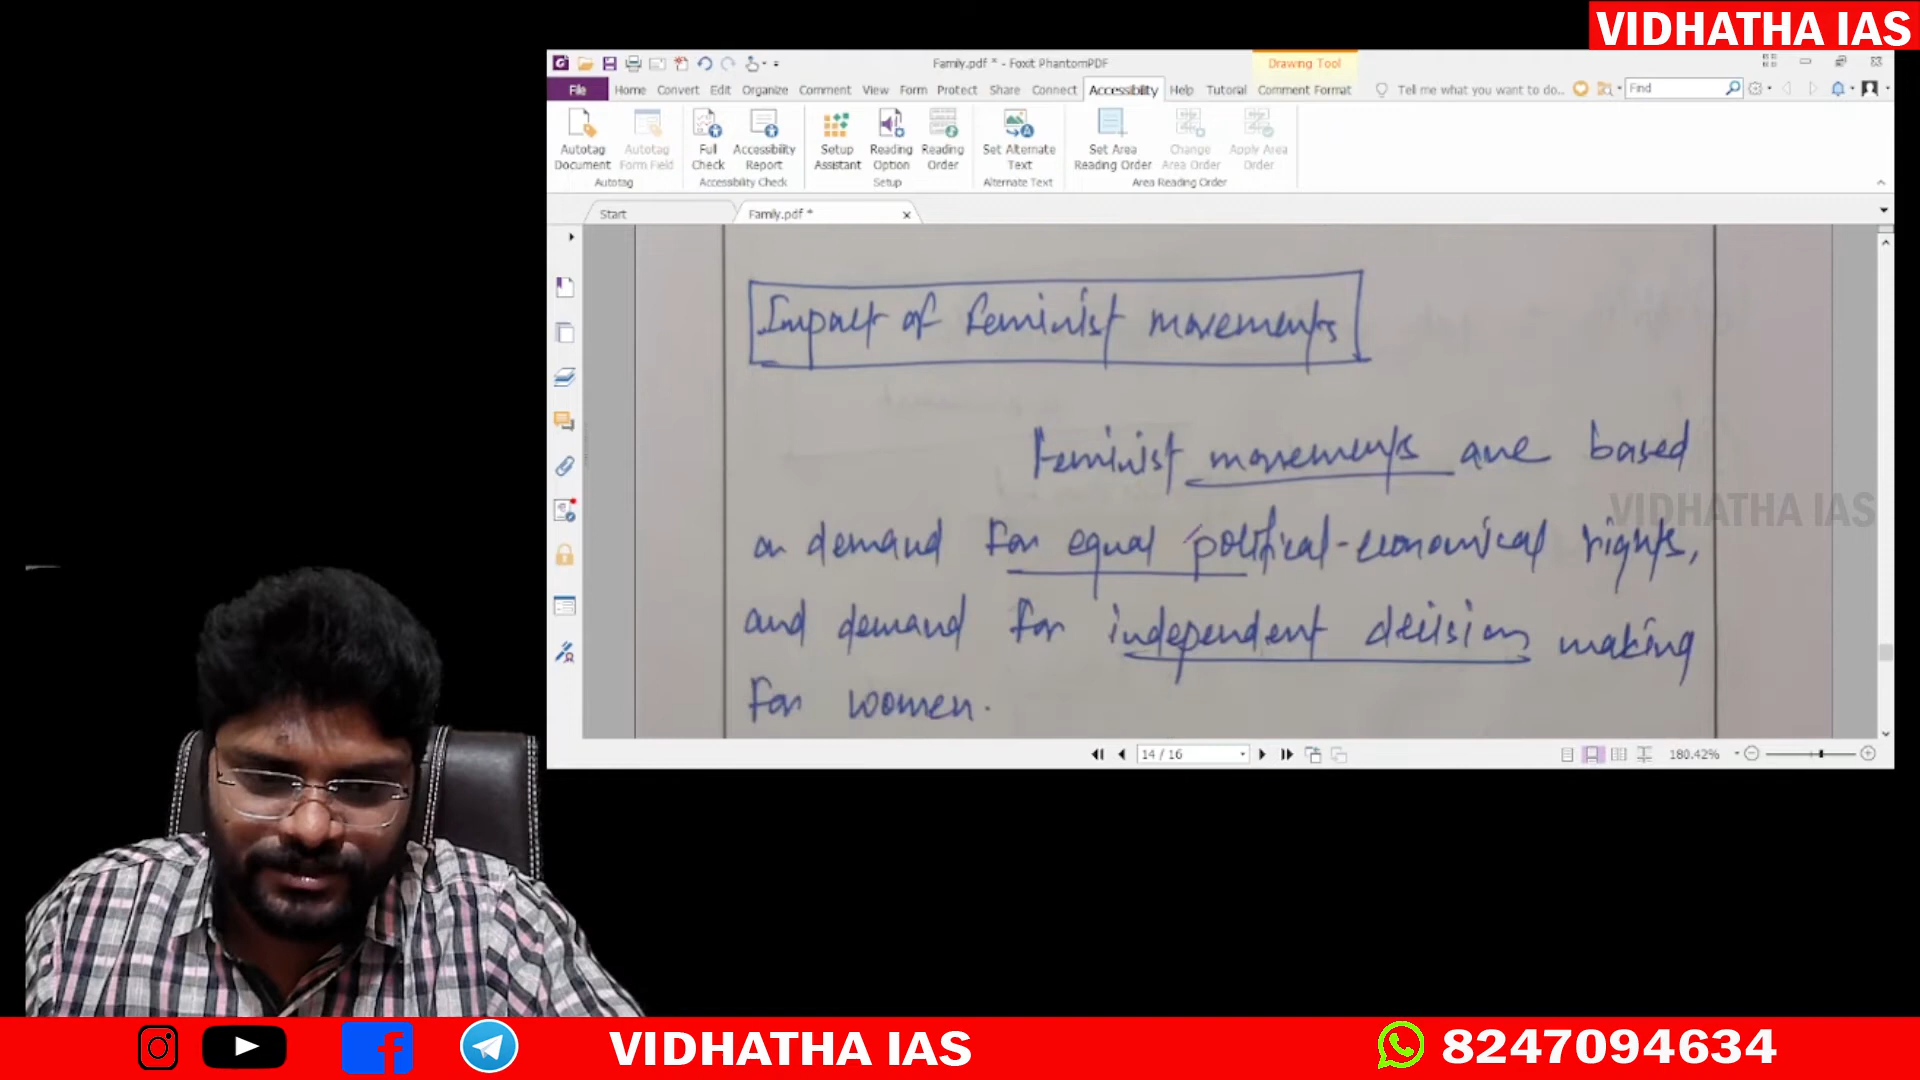 VIDHATHA IAS
Family.pdf * - Foxit PhantomPDF
Drawing Tool
File Home Convert Comment Edit Organize Comment View Form Protect Share Connect Accessibility Help Tutorial Comment Format Tell me what you want to do.. Find
Autotag Document
Autotag Form Field
Full Check
Accessibility Report
Setup Assistant
Reading Option
Reading Order
Set Alternate Text
Set Area Reading Order
Change Area Order
Apply Area Order
Autotag Accessibility Check Setup Alternate Text Area Reading Order
Start Family.pdf *
Impact of Feminist movements
Feminist movements are based
on demand for equal political-economical rights,
and demand for independent decision making
for women.
VIDHATHA IAS
14 / 16
180.42%
VIDHATHA IAS
8247094634